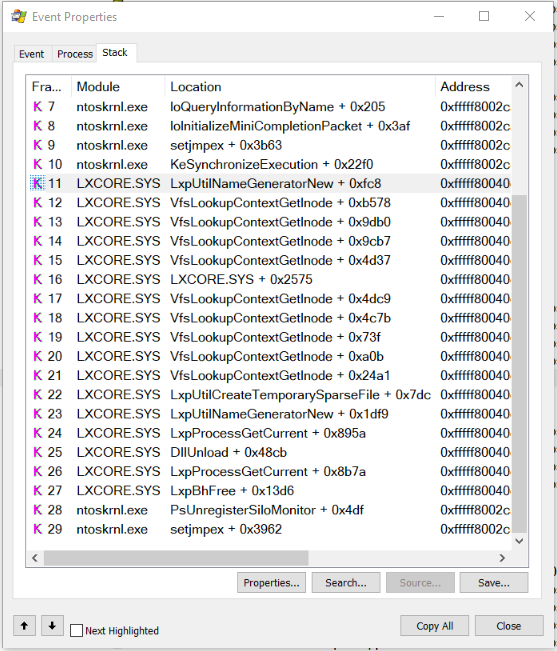 Event Properties
Event Process Stack
Fra... Module Location Address
K 7 ntoskrnl.exe IoQueryInformationByName + 0x205 0xfffff8002c
K 8 ntoskrnl.exe IoInitializeMiniCompletionPacket + 0x3af 0xfffff8002c
K 9 ntoskrnl.exe setjmpex + 0x3b63 0xfffff8002c
K 10 ntoskrnl.exe KeSynchronizeExecution + 0x22f0 0xfffff8002c
K 11 LXCORE.SYS LxpUtilNameGeneratorNew + 0xfc8 0xfffff80040
K 12 LXCORE.SYS VfsLookupContextGetInode + 0xb578 0xfffff80040
K 13 LXCORE.SYS VfsLookupContextGetInode + 0x9db0 0xfffff80040
K 14 LXCORE.SYS VfsLookupContextGetInode + 0x9cb7 0xfffff80040
K 15 LXCORE.SYS VfsLookupContextGetInode + 0x4d37 0xfffff80040
K 16 LXCORE.SYS LXCORE.SYS + 0x2575 0xfffff80040
K 17 LXCORE.SYS VfsLookupContextGetInode + 0x4dc9 0xfffff80040
K 18 LXCORE.SYS VfsLookupContextGetInode + 0x4c7b 0xfffff80040
K 19 LXCORE.SYS VfsLookupContextGetInode + 0x73f 0xfffff80040
K 20 LXCORE.SYS VfsLookupContextGetInode + 0xa0b 0xfffff80040
K 21 LXCORE.SYS VfsLookupContextGetInode + 0x24a1 0xfffff80040
K 22 LXCORE.SYS LxpUtilCreateTemporarySparseFile + 0x7dc 0xfffff80040
K 23 LXCORE.SYS LxpUtilNameGeneratorNew + 0x1df9 0xfffff80040
K 24 LXCORE.SYS LxpProcessGetCurrent + 0x895a 0xfffff80040
K 25 LXCORE.SYS DllUnload + 0x48cb 0xfffff80040
K 26 LXCORE.SYS LxpProcessGetCurrent + 0x8b7a 0xfffff80040
K 27 LXCORE.SYS LxpBhFree + 0x13d6 0xfffff80040
K 28 ntoskrnl.exe PsUnregisterSiloMonitor + 0x4df 0xfffff8002c
K 29 ntoskrnl.exe setjmpex + 0x3962 0xfffff8002c
Properties... Search... Source... Save...
Next Highlighted Copy All Close